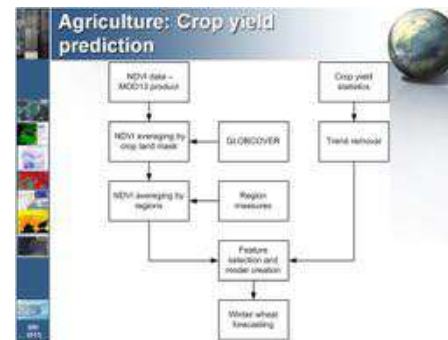 Agriculture: Crop yield
prediction
NDVI data –
MOD13 product
Crop yield
statistics
NDVI averaging by
crop land mask
GLOBCOVER
Trend removal
NDVI averaging by
regions
Region
measures
Feature
selection and
model creation
Winter wheat
forecasting